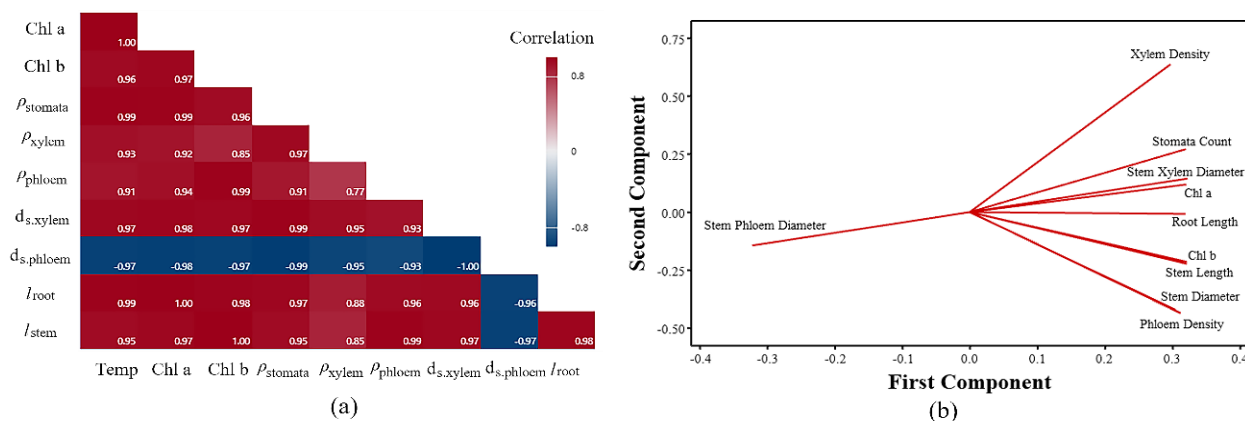 Chl a
1.00
Chl b
0.96 0.97
ρstomata
0.99 0.99 0.96
ρxylem
0.93 0.92 0.85 0.97
ρphloem
0.91 0.94 0.99 0.91 0.77
ds.xylem
0.97 0.98 0.97 0.99 0.95 0.93
ds.phloem
-0.97 -0.98 -0.97 -0.99 -0.95 -0.93 -1.00
lroot
0.99 1.00 0.98 0.97 0.88 0.96 0.96 -0.96
lstem
0.95 0.97 1.00 0.95 0.85 0.99 0.97 -0.97 0.98
Temp Chl a Chl b ρstomata ρxylem ρphloem ds.xylem ds.phloem lroot
Correlation
0.8
0
-0.8
(a)
Second Component
0.75
0.50
0.25
0.00
-0.25
-0.50
Xylem Density
Stomata Count
Stem Xylem Diameter
Chl a
Root Length
Stem Phloem Diameter
Chl b
Stem Length
Stem Diameter
Phloem Density
-0.4 -0.3 -0.2 -0.1 0.0 0.1 0.2 0.3 0.4
First Component
(b)